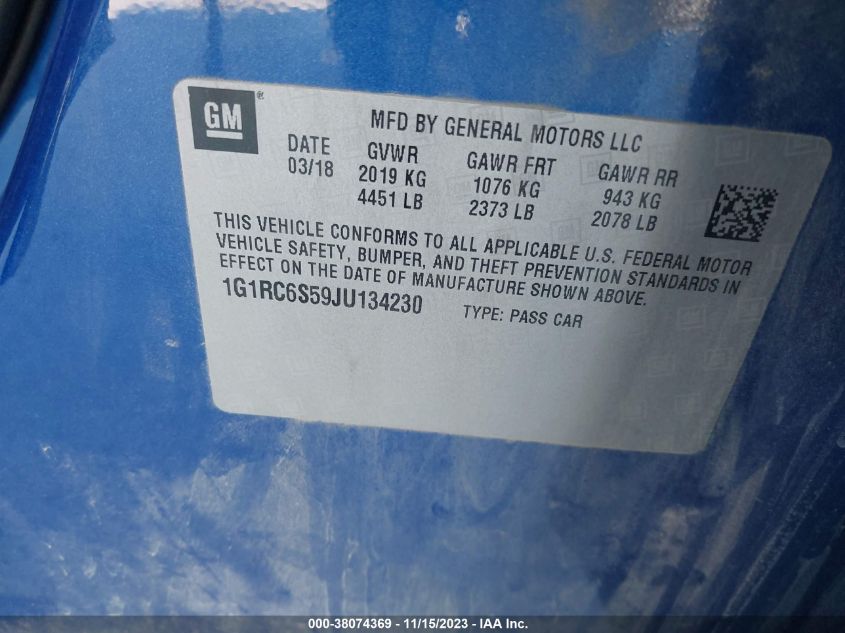 GM ®
MFD BY GENERAL MOTORS LLC
DATE GVWR GAWR FRT GAWR RR
03/18 2019 KG 1076 KG 943 KG
4451 LB 2373 LB 2078 LB
THIS VEHICLE CONFORMS TO ALL APPLICABLE U.S. FEDERAL MOTOR
VEHICLE SAFETY, BUMPER, AND THEFT PREVENTION STANDARDS IN
EFFECT ON THE DATE OF MANUFACTURE SHOWN ABOVE.
1G1RC6S59JU134230 TYPE: PASS CAR
000-38074369 - 11/15/2023 - IAA Inc.